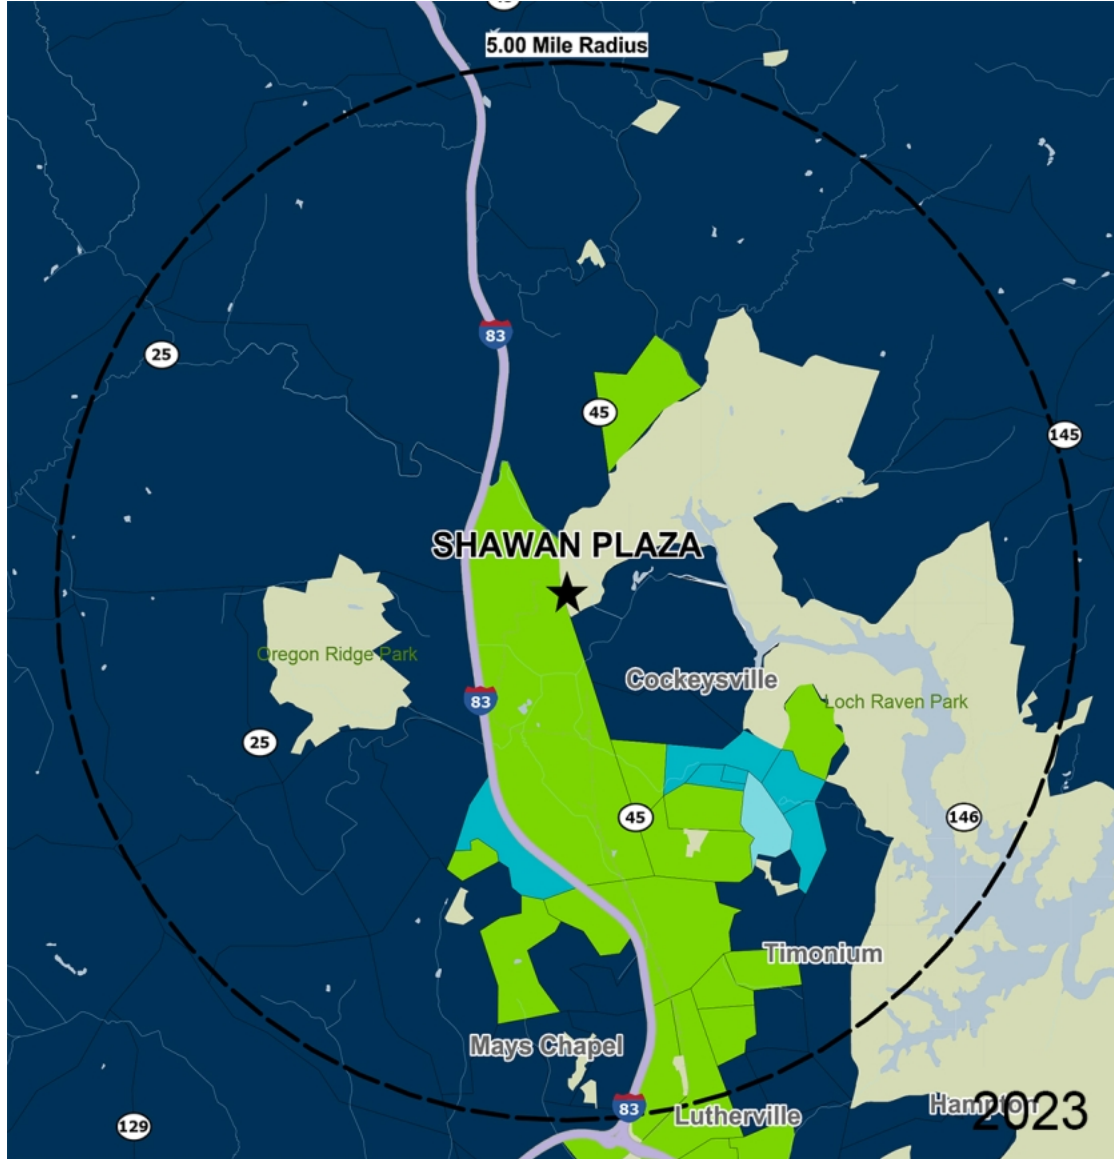 5.00 Mile Radius
83
25
45
145
SHAWAN PLAZA
Oregon Ridge Park
Cockeysville
83
Loch Raven Park
25
45
146
Timonium
Mays Chapel
83
Lutherville
Hampton
2023
129